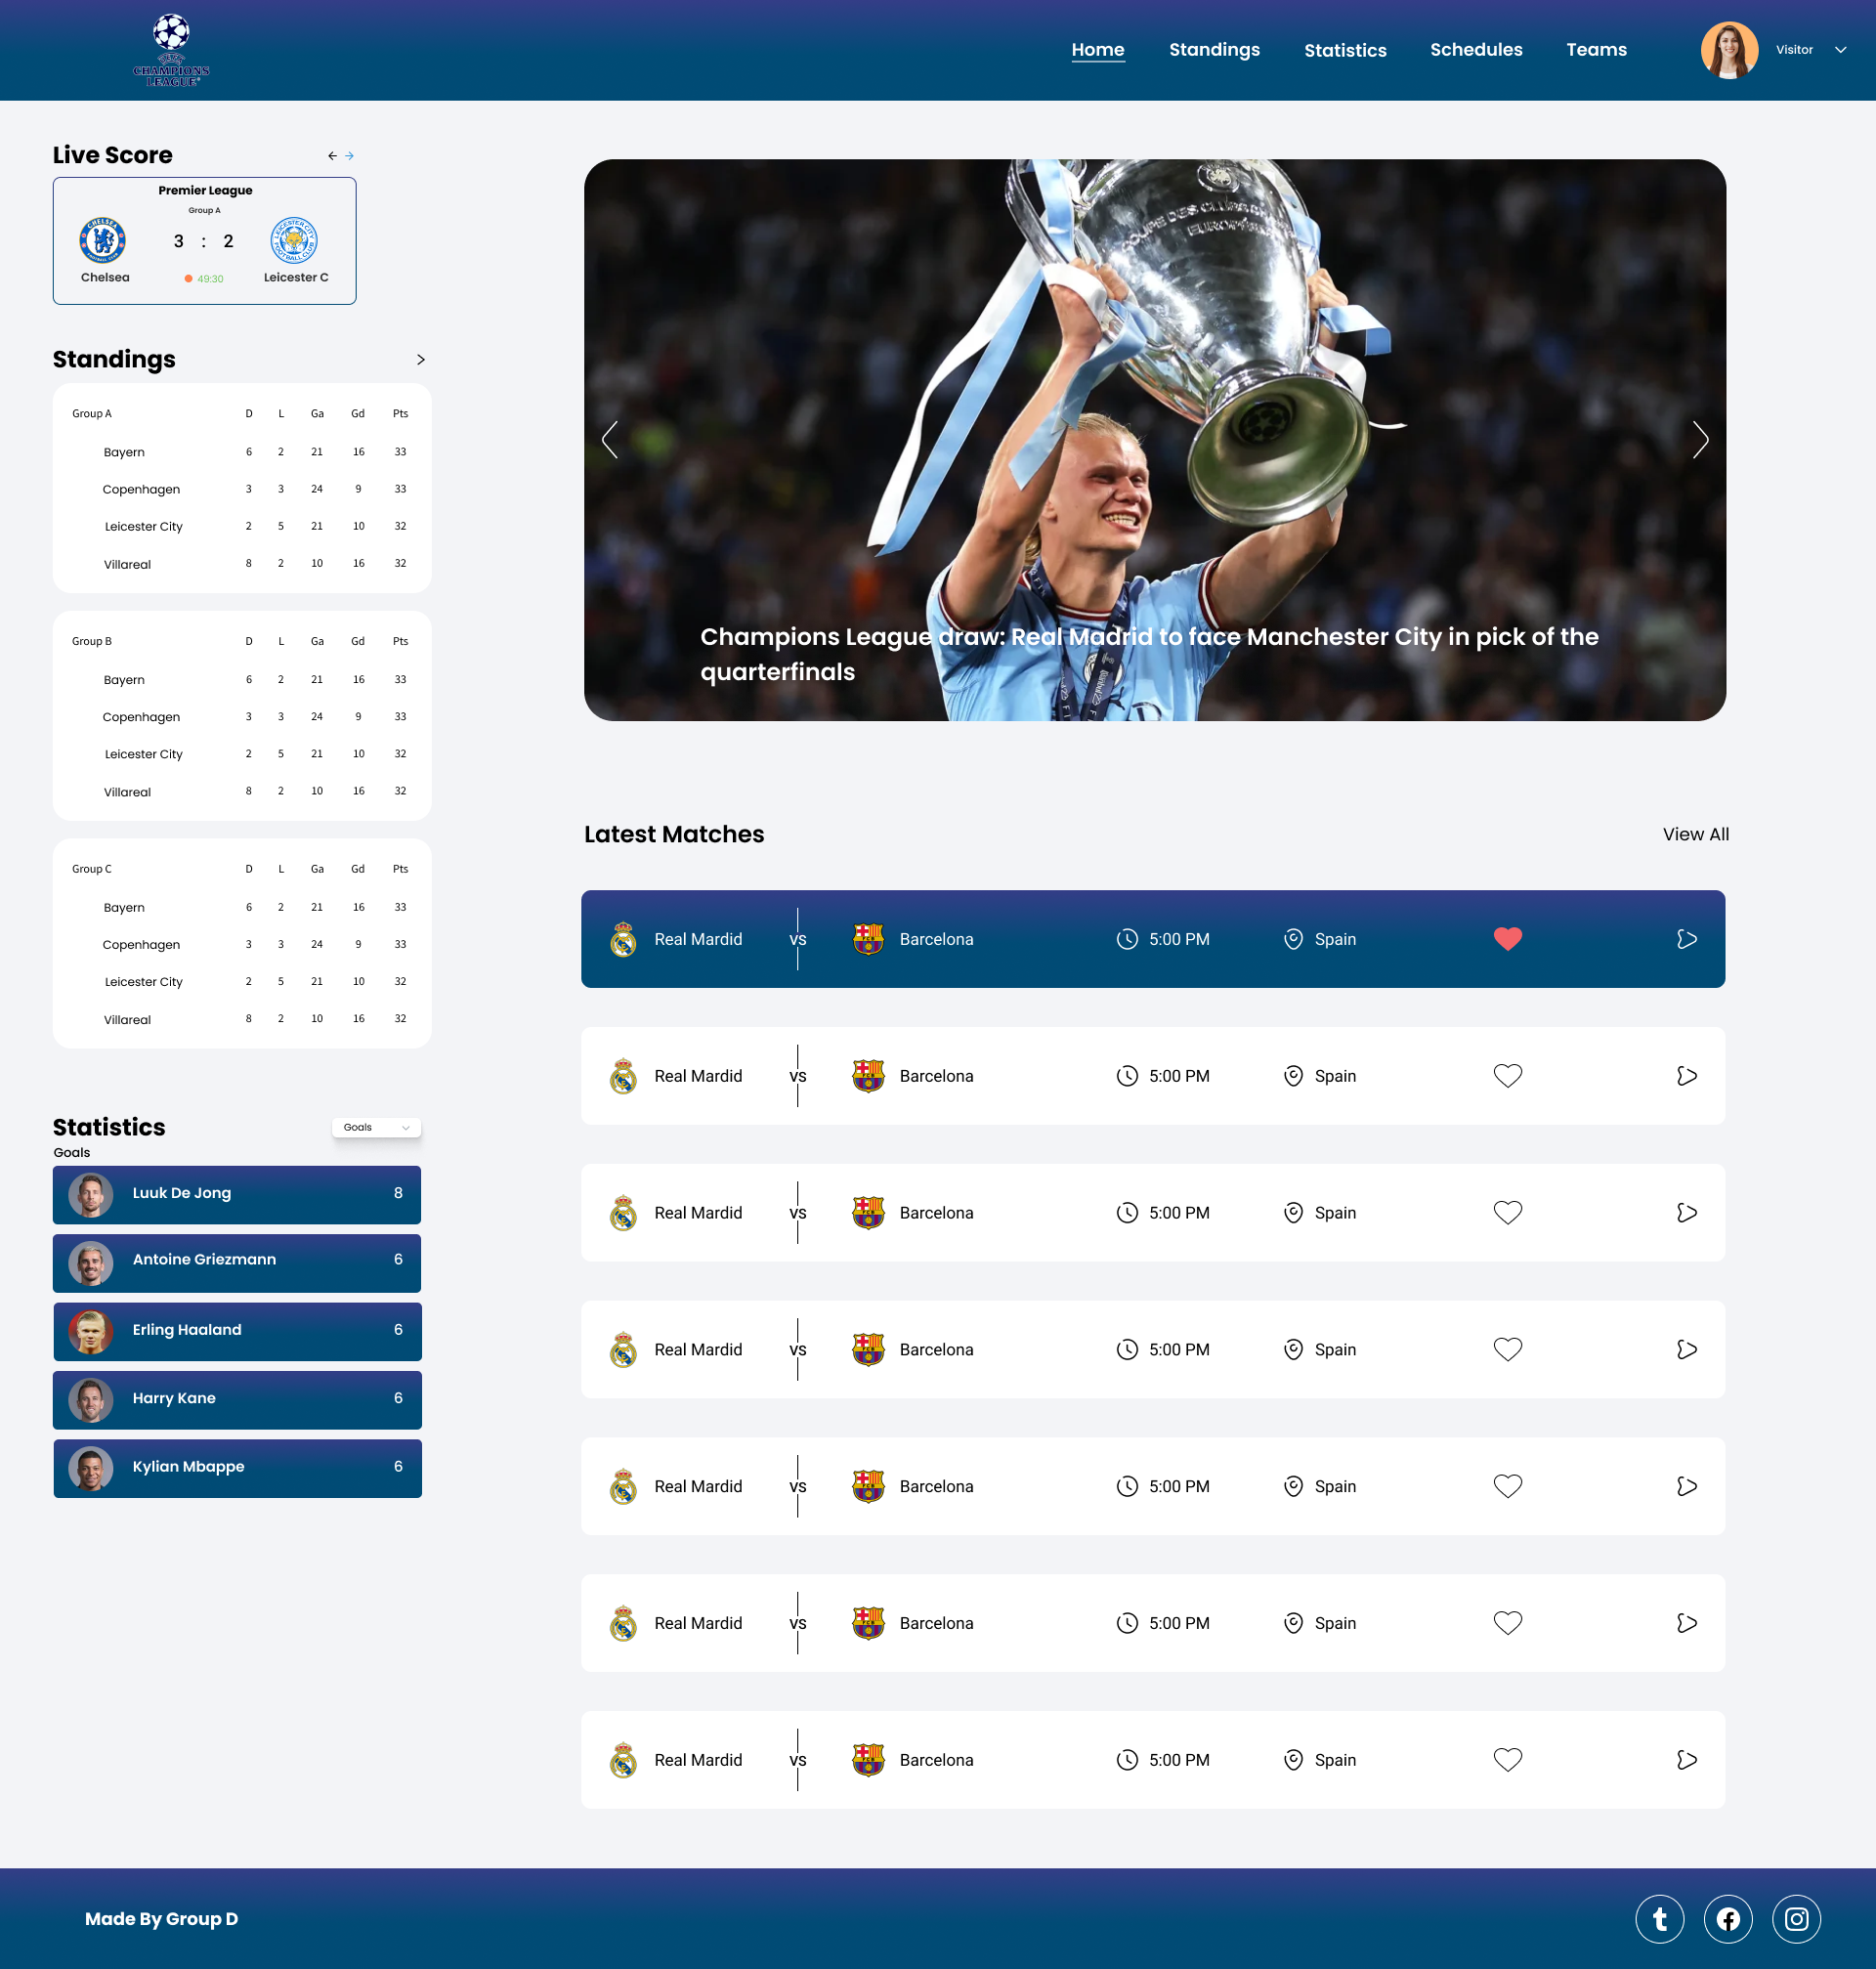 UEFA
CHAMPIONS
LEAGUE
Home Standings Statistics Schedules Teams Visitor
Live Score
Premier League
Group A
3 : 2
Chelsea 49:30 Leicester C
Standings
Group A D L Ga Gd Pts
Bayern 6 2 21 16 33
Copenhagen 3 3 24 9 33
Leicester City 2 5 21 10 32
Villareal 8 2 10 16 32
Group B D L Ga Gd Pts
Bayern 6 2 21 16 33
Copenhagen 3 3 24 9 33
Leicester City 2 5 21 10 32
Villareal 8 2 10 16 32
Group C D L Ga Gd Pts
Bayern 6 2 21 16 33
Copenhagen 3 3 24 9 33
Leicester City 2 5 21 10 32
Villareal 8 2 10 16 32
Statistics Goals
Goals
Luuk De Jong 8
Antoine Griezmann 6
Erling Haaland 6
Harry Kane 6
Kylian Mbappe 6
COUPE DES CLUBS
EUROPÉENS
Champions League draw: Real Madrid to face Manchester City in pick of the
quarterfinals
Latest Matches View All
Real Mardid VS Barcelona 5:00 PM Spain
Real Mardid VS Barcelona 5:00 PM Spain
Real Mardid VS Barcelona 5:00 PM Spain
Real Mardid VS Barcelona 5:00 PM Spain
Real Mardid VS Barcelona 5:00 PM Spain
Real Mardid VS Barcelona 5:00 PM Spain
Real Mardid VS Barcelona 5:00 PM Spain
Made By Group D